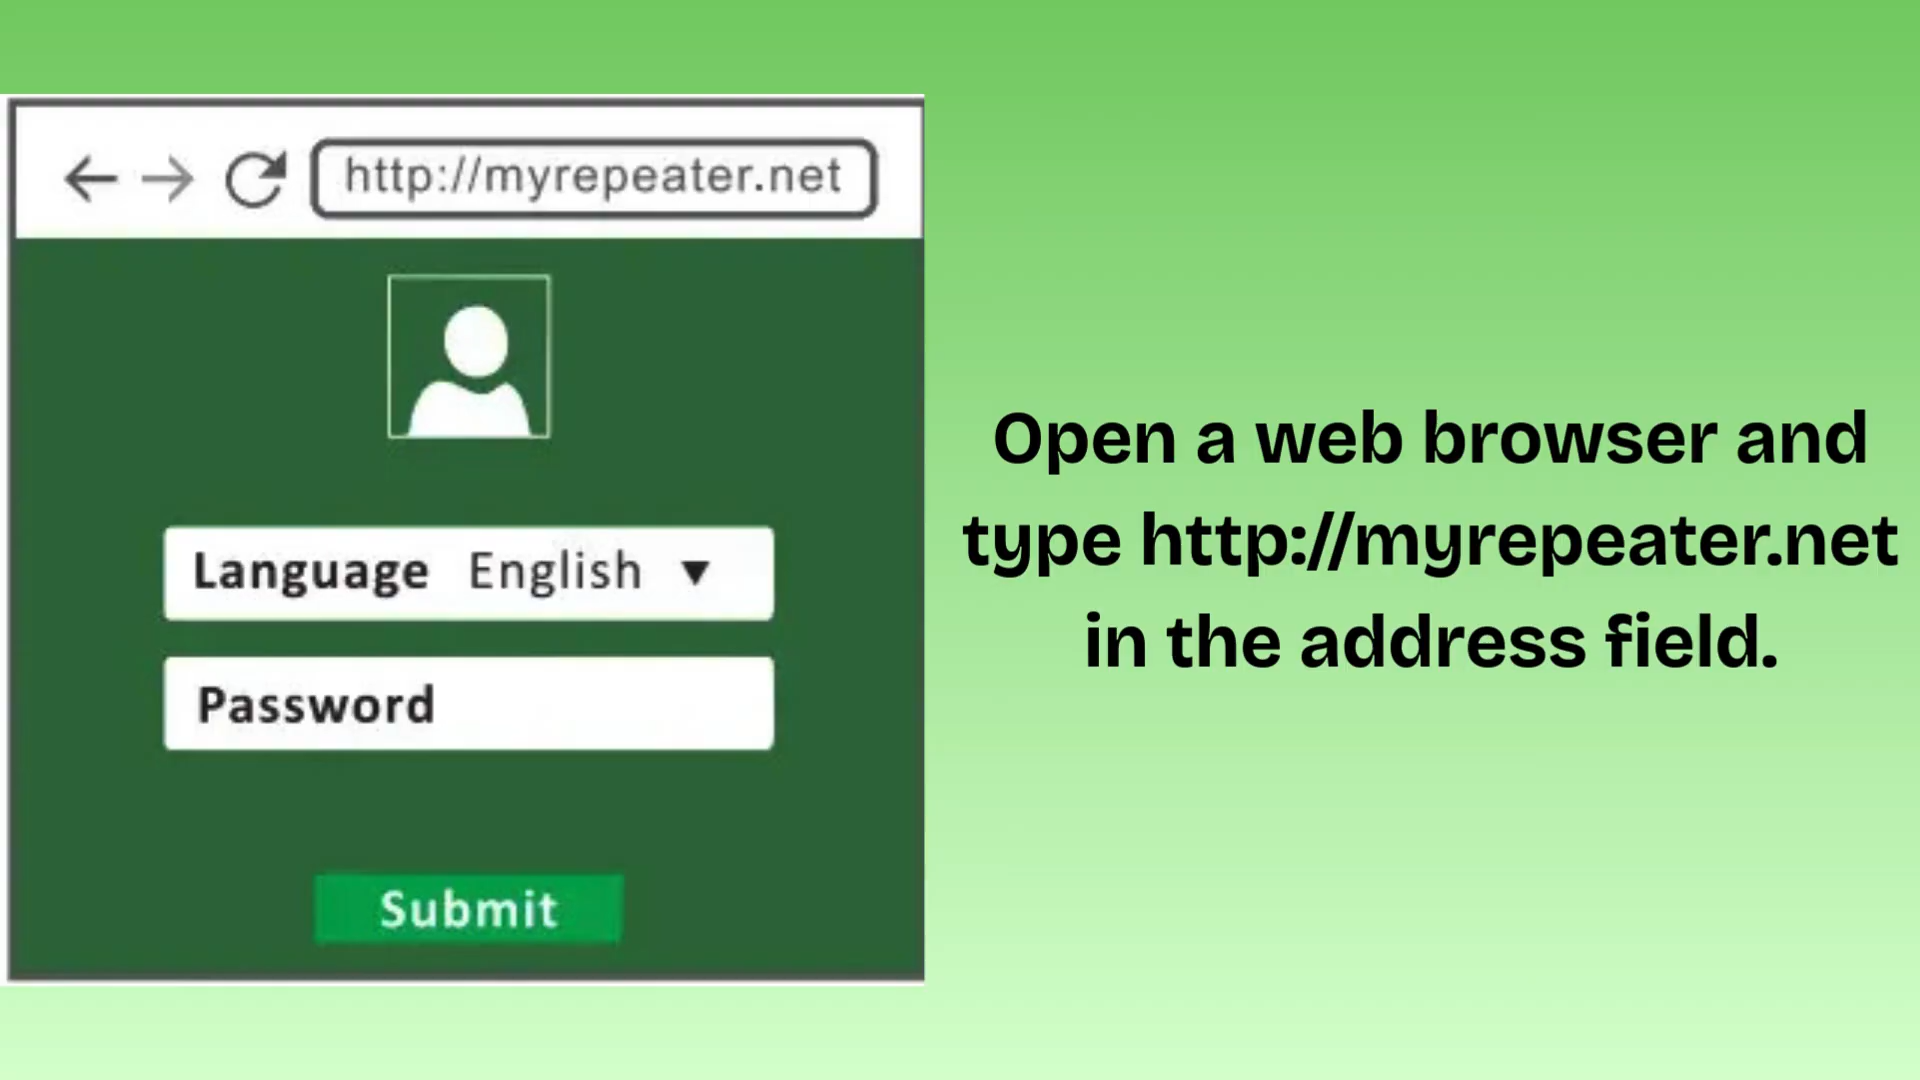 http://myrepeater.net
Language English ▼
Password
Submit
Open a web browser and
type http://myrepeater.net
in the address field.